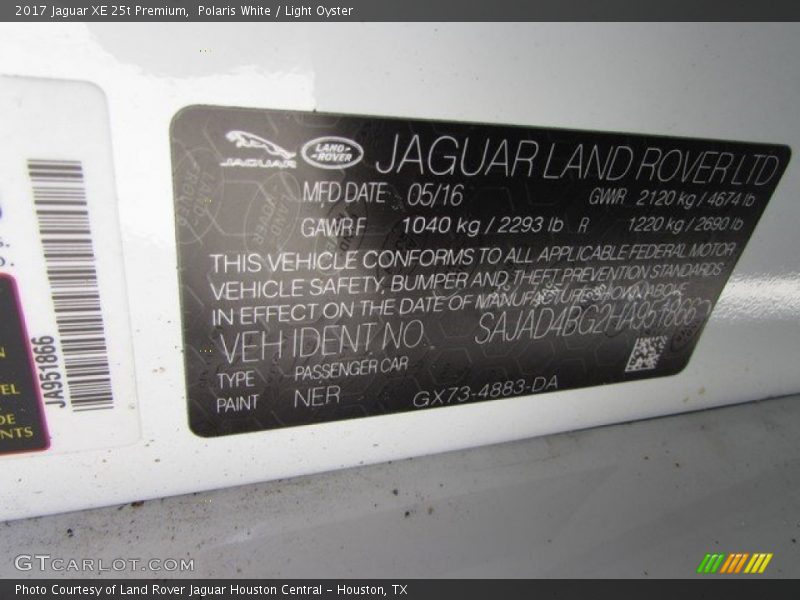 2017 Jaguar XE 25t Premium, Polaris White / Light Oyster
JAGUAR LAND-ROVER JAGUAR LAND ROVER LTD
MFD DATE 05/16 GWR 2120 kg / 4674 lb
GAWR F 1040 kg / 2293 lb R 1220 kg / 2690 lb
THIS VEHICLE CONFORMS TO ALL APPLICABLE FEDERAL MOTOR
VEHICLE SAFETY, BUMPER AND THEFT PREVENTION STANDARDS
IN EFFECT ON THE DATE OF MANUFACTURE SHOWN ABOVE
VEH IDENT NO. SAJAD4BG2HA951866
TYPE PASSENGER CAR
PAINT NER GX73-4883-DA
JA951866
TEL
DE
NTS
GTCARLOT.COM
Photo Courtesy of Land Rover Jaguar Houston Central - Houston, TX